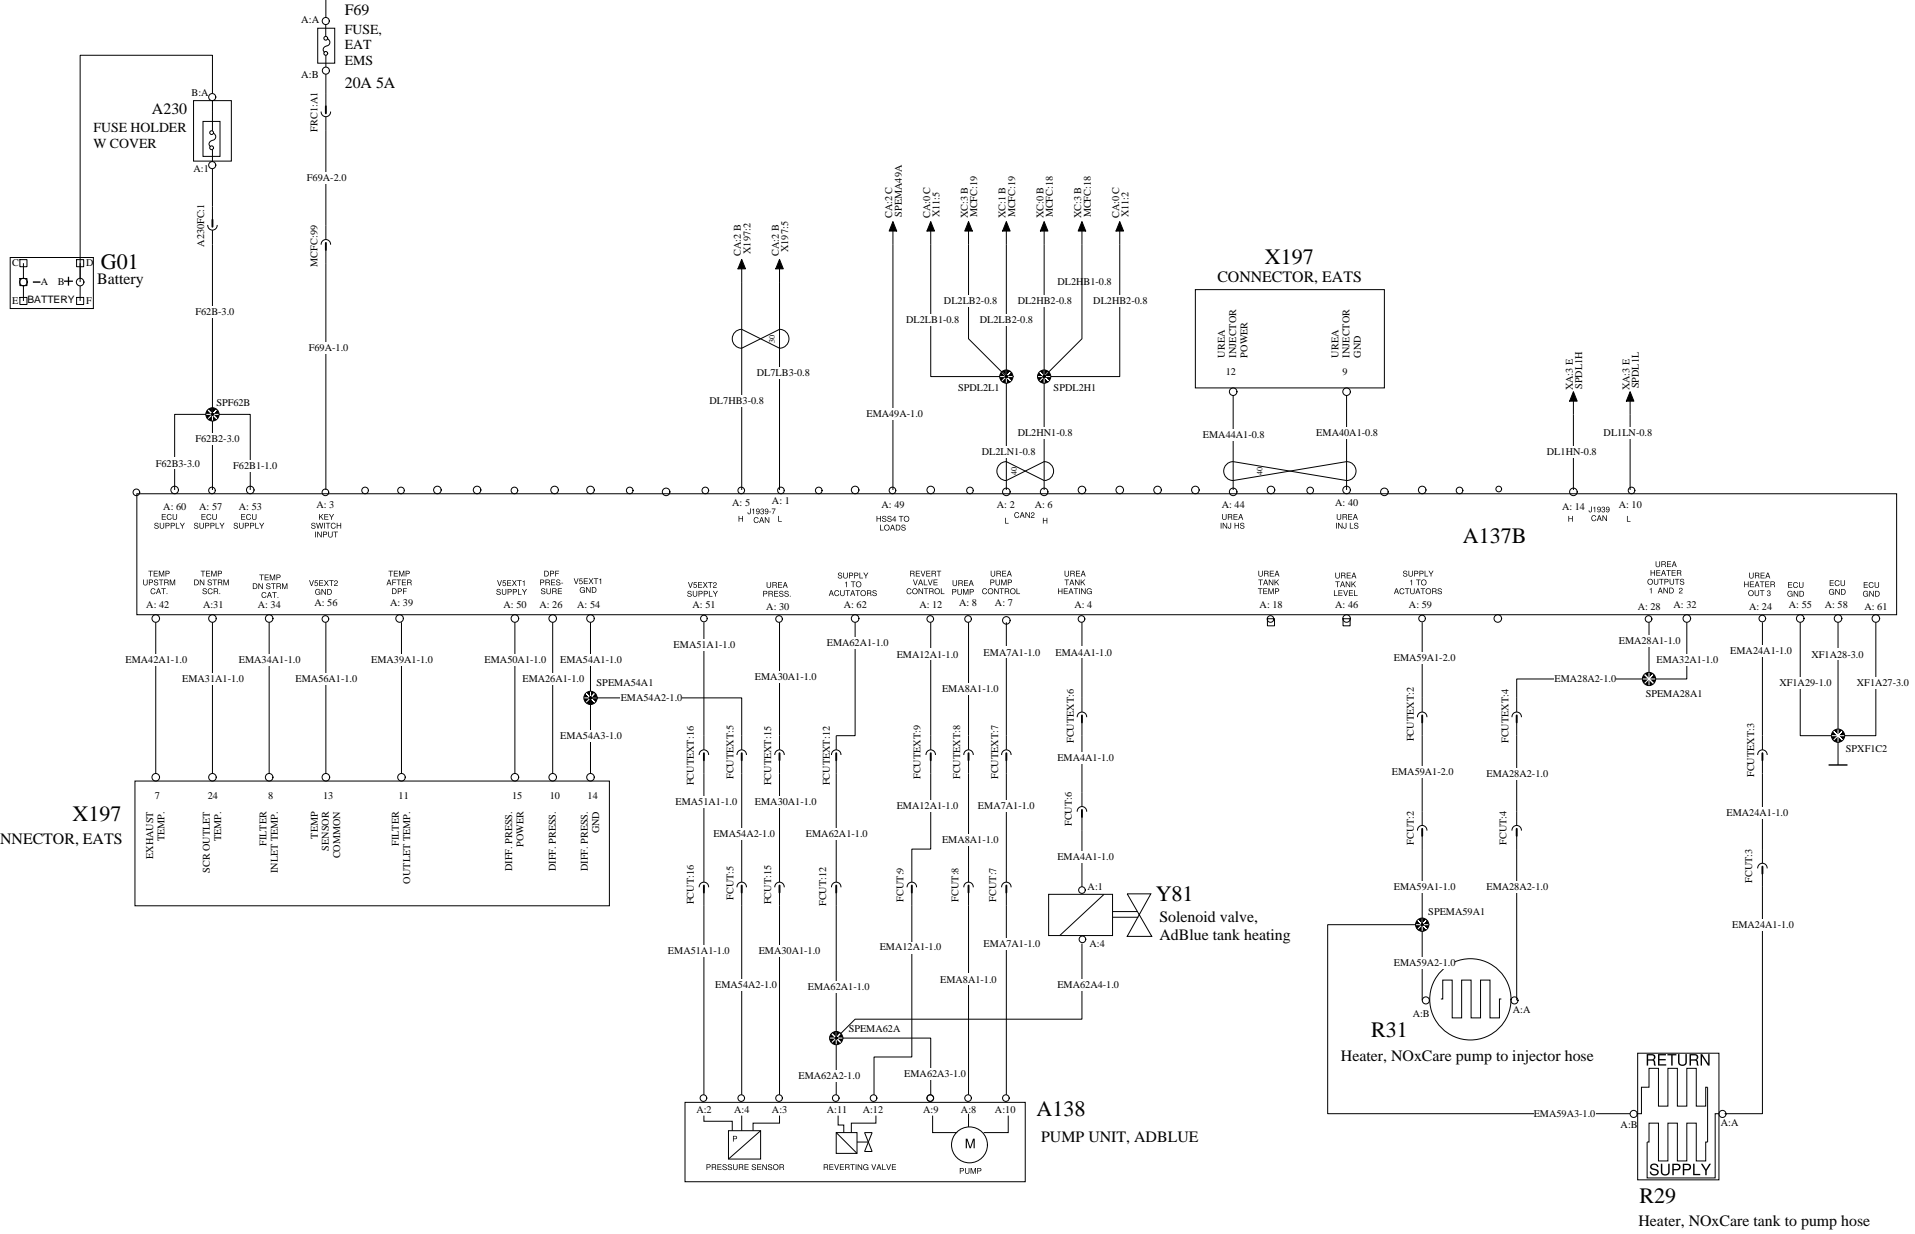 F69
A:A
FUSE,
EAT
EMS
A:B
20A 5A
FRC1:A1
F69A-2.0
MCFC:99
F69A-1.0
B:A
A230
FUSE HOLDER
W COVER
A:1
A230FC:1
F62B-3.0
SPF62B
F62B2-3.0
F62B3-3.0
F62B1-1.0
G01
Battery
C
D
−A B+
E
BATTERY
F
CA:2 B
X197:2
CA:2 B
X197:5
30
DL7LB3-0.8
DL7HB3-0.8
CA:2 C
SPEMA49A
CA:0 C
X11:5
XC:3 B
MCFC:19
XC:1 B
MCFC:19
XC:0 B
MCFC:18
XC:3 B
MCFC:18
CA:0 C
X11:2
DL2HB1-0.8
DL2LB2-0.8
DL2HB2-0.8
DL2HB2-0.8
DL2LB1-0.8
DL2LB2-0.8
SPDL2L1
SPDL2H1
EMA49A-1.0
DL2HN1-0.8
DL2LN1-0.8
40
X197
CONNECTOR, EATS
UREA
INJECTOR
POWER
12
UREA
INJECTOR
GND
9
EMA44A1-0.8
EMA40A1-0.8
40
XA:3 E
SPDL1H
XA:3 E
SPDL1L
DL1LN-0.8
DL1HN-0.8
A: 60
ECU
SUPPLY
A: 57
ECU
SUPPLY
A: 53
ECU
SUPPLY
A: 3
KEY
SWITCH
INPUT
A: 5
A: 1
J1939-7
H CAN L
A: 49
HSS4 TO
LOADS
A: 2
L
CAN2
A: 6
H
A: 44
UREA
INJ HS
A: 40
UREA
INJ LS
A: 14
H
J1939
CAN
A: 10
L
A137B
TEMP
UPSTRM
CAT.
A: 42
TEMP
DN STRM
SCR.
A: 31
TEMP
DN STRM
CAT.
A: 34
V5EXT2
GND
A: 56
TEMP
AFTER
DPF
A: 39
V5EXT1
SUPPLY
A: 50
DPF
PRES-
SURE
A: 26
V5EXT1
GND
A: 54
V5EXT2
SUPPLY
A: 51
UREA
PRESS.
A: 30
SUPPLY
1 TO
ACUTATORS
A: 62
REVERT
VALVE
CONTROL
A: 12
UREA
PUMP
A: 8
UREA
PUMP
CONTROL
A: 7
UREA
TANK
HEATING
A: 4
UREA
TANK
TEMP
A: 18
UREA
TANK
LEVEL
A: 46
SUPPLY
1 TO
ACTUATORS
A: 59
UREA
HEATER
OUTPUTS
1 AND 2
A: 28
A: 32
UREA
HEATER
OUT 3
A: 24
ECU
GND
A: 55
ECU
GND
A: 58
ECU
GND
A: 61
EMA42A1-1.0
EMA31A1-1.0
EMA34A1-1.0
EMA56A1-1.0
EMA39A1-1.0
EMA50A1-1.0
EMA26A1-1.0
EMA54A1-1.0
SPEMA54A1
EMA54A2-1.0
EMA54A3-1.0
EMA51A1-1.0
EMA30A1-1.0
EMA62A1-1.0
EMA12A1-1.0
EMA8A1-1.0
EMA7A1-1.0
EMA4A1-1.0
EMA59A1-2.0
EMA28A1-1.0
EMA32A1-1.0
EMA28A2-1.0
SPEMA28A1
EMA24A1-1.0
XF1A28-3.0
XF1A29-1.0
XF1A27-3.0
SPXF1C2
FCUTEXT:16
FCUTEXT:5
FCUTEXT:15
FCUTEXT:12
FCUTEXT:9
FCUTEXT:8
FCUTEXT:7
FCUTEXT:6
FCUTEXT:2
FCUTEXT:4
FCUTEXT:3
EMA4A1-1.0
EMA59A1-2.0
EMA28A2-1.0
X197
NNECTOR, EATS
7
EXHAUST
TEMP.
24
SCR OUTLET
TEMP.
8
FILTER
INLET TEMP.
13
TEMP
SENSOR
COMMON
11
FILTER
OUTLET TEMP.
15
DIFF. PRESS.
POWER
10
DIFF. PRESS.
14
DIFF. PRESS.
GND
EMA51A1-1.0
EMA54A2-1.0
EMA30A1-1.0
EMA62A1-1.0
EMA12A1-1.0
EMA8A1-1.0
EMA7A1-1.0
FCUT:6
EMA4A1-1.0
FCUT:2
FCUT:4
EMA24A1-1.0
FCUT:16
FCUT:5
FCUT:15
FCUT:12
FCUT:9
FCUT:8
FCUT:7
FCUT:3
A:1
Y81
Solenoid valve,
AdBlue tank heating
A:4
EMA59A1-1.0
EMA28A2-1.0
SPEMA59A1
EMA24A1-1.0
EMA51A1-1.0
EMA54A2-1.0
EMA30A1-1.0
EMA62A1-1.0
EMA12A1-1.0
EMA8A1-1.0
EMA7A1-1.0
EMA62A4-1.0
EMA59A2-1.0
A:B
A:A
R31
Heater, NOxCare pump to injector hose
SPEMA62A
EMA62A2-1.0
EMA62A3-1.0
A:2
A:4
A:3
A:11
A:12
A:9
A:8
A:10
P
M
PRESSURE SENSOR
REVERTING VALVE
PUMP
A138
PUMP UNIT, ADBLUE
EMA59A3-1.0
A:B
A:A
RETURN
SUPPLY
R29
Heater, NOxCare tank to pump hose